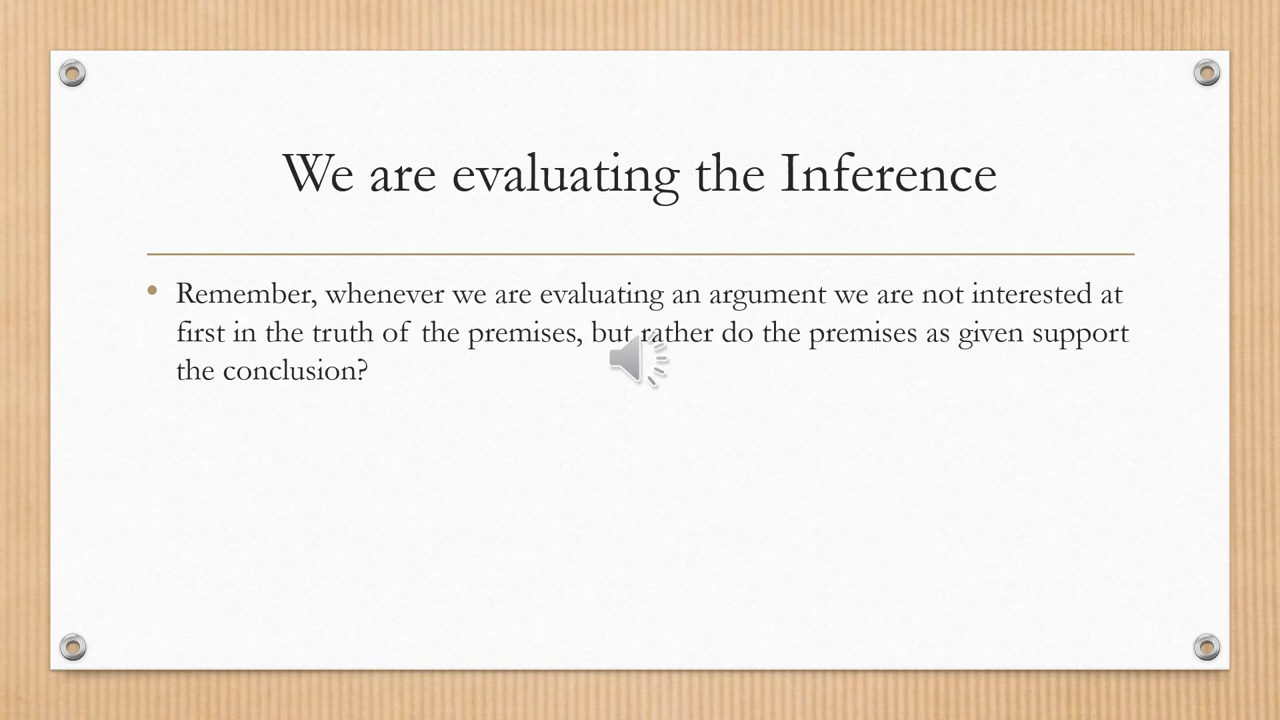 We are evaluating the Inference
• Remember, whenever we are evaluating an argument we are not interested at
first in the truth of the premises, but rather do the premises as given support
the conclusion?